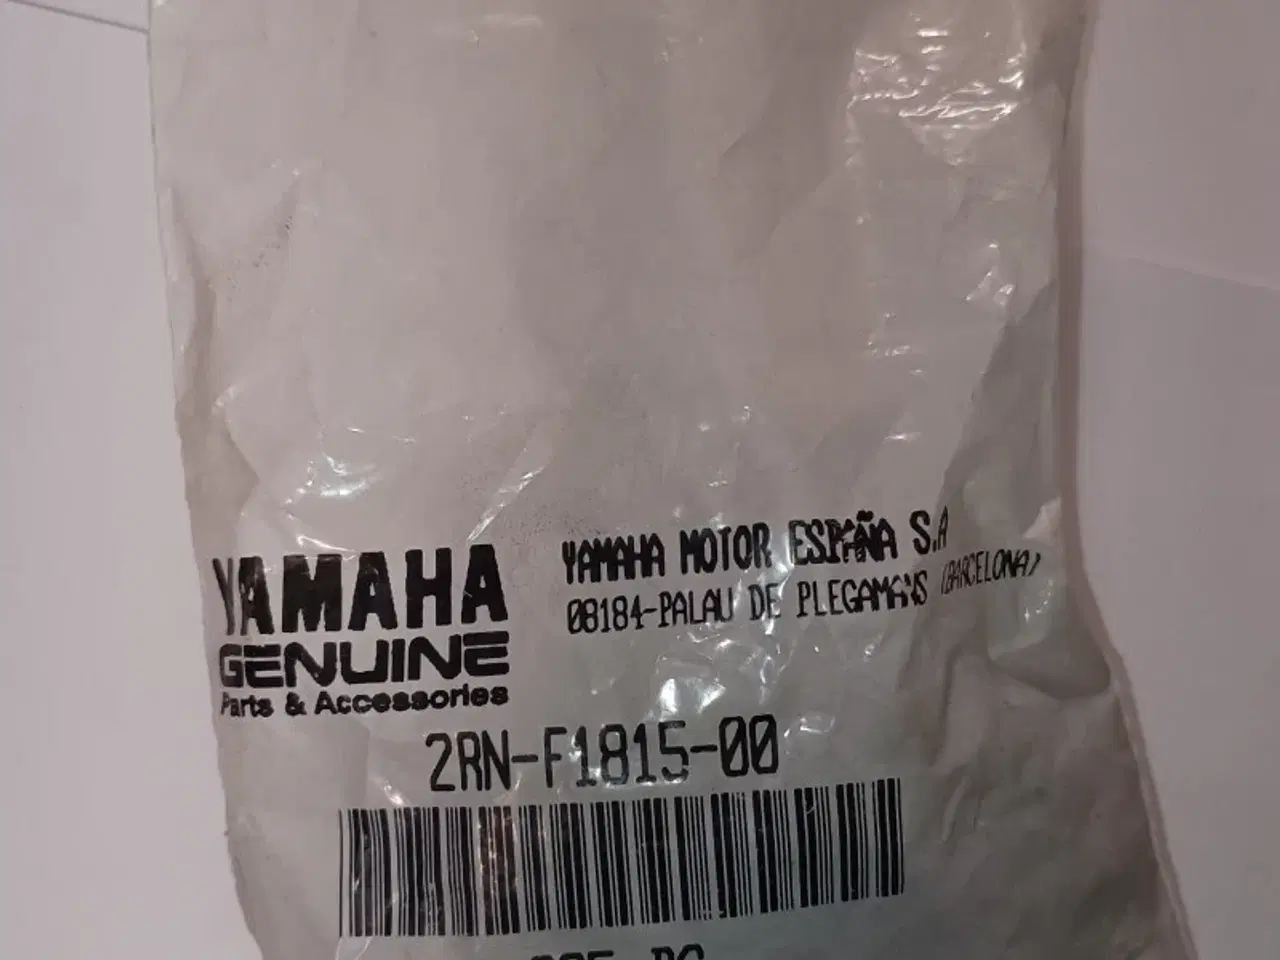 YAMAHA
GENUINE
Parts & Accessories
YAMAHA MOTOR ESPAÑA S.A
08184-PALAU DE PLEGAMANS (BARCELONA)
2RN-F1815-00